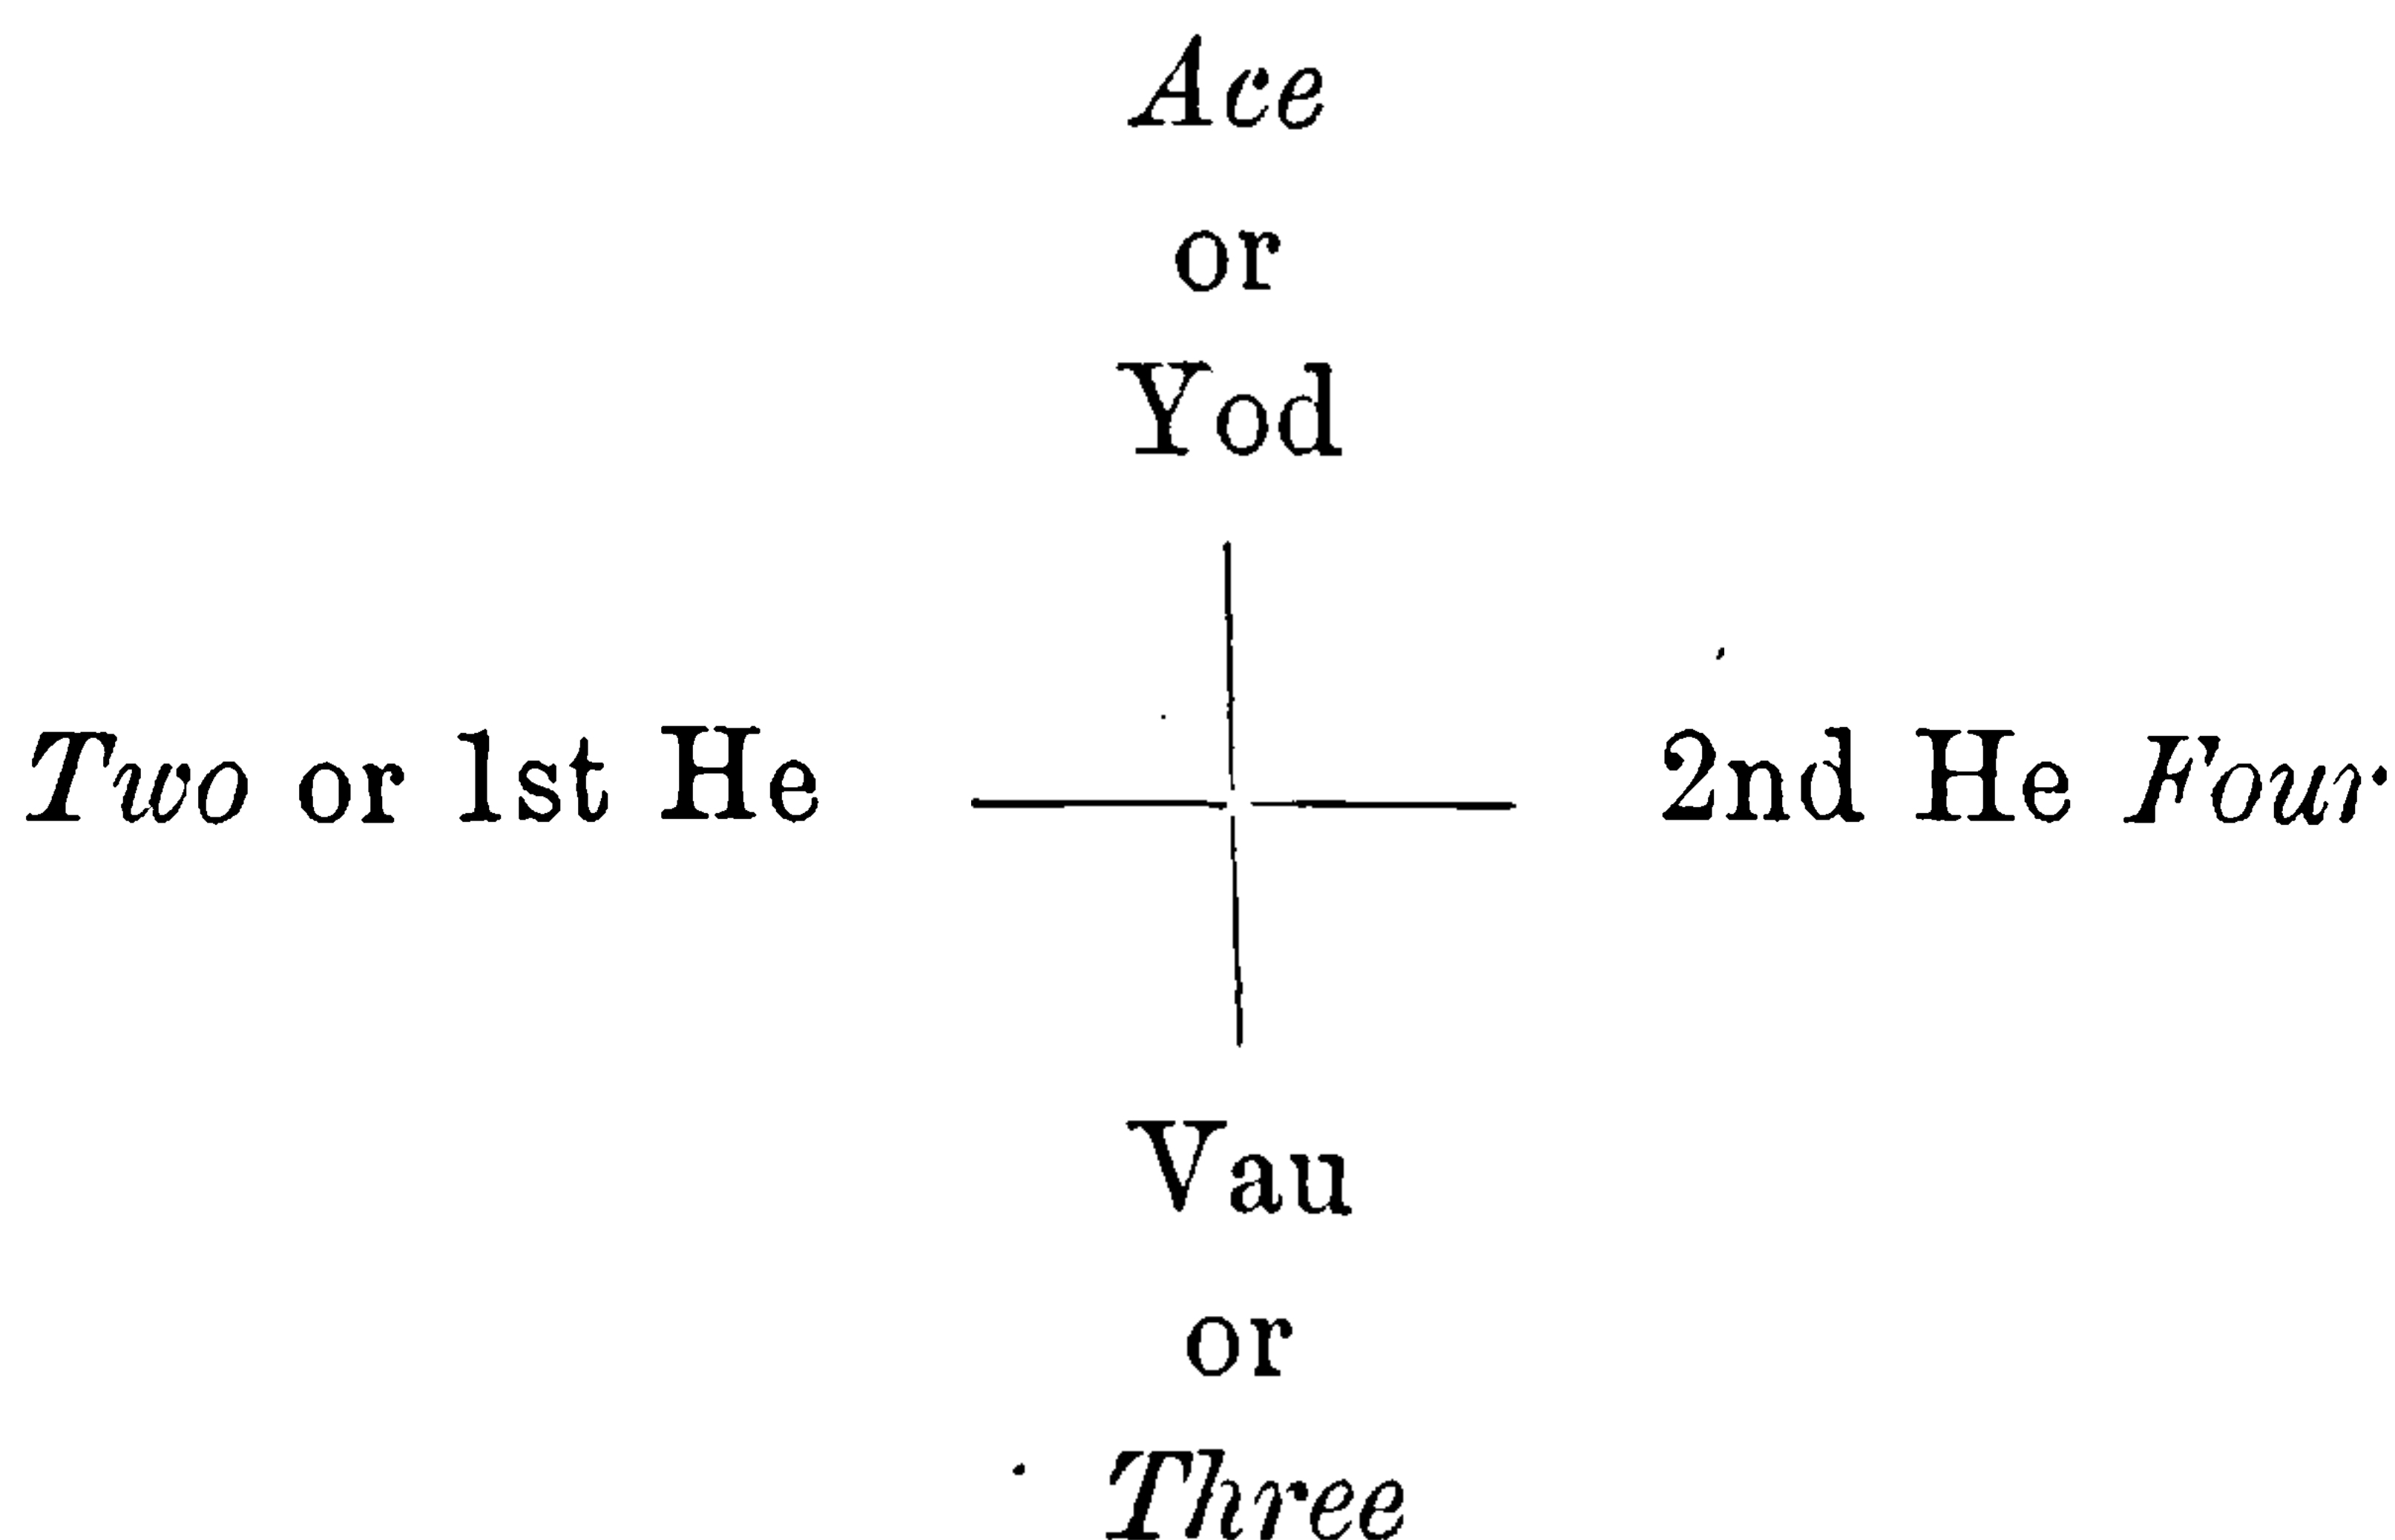 Ace
or
Yod
Two or 1st He 2nd He Four
Vau
or
Three